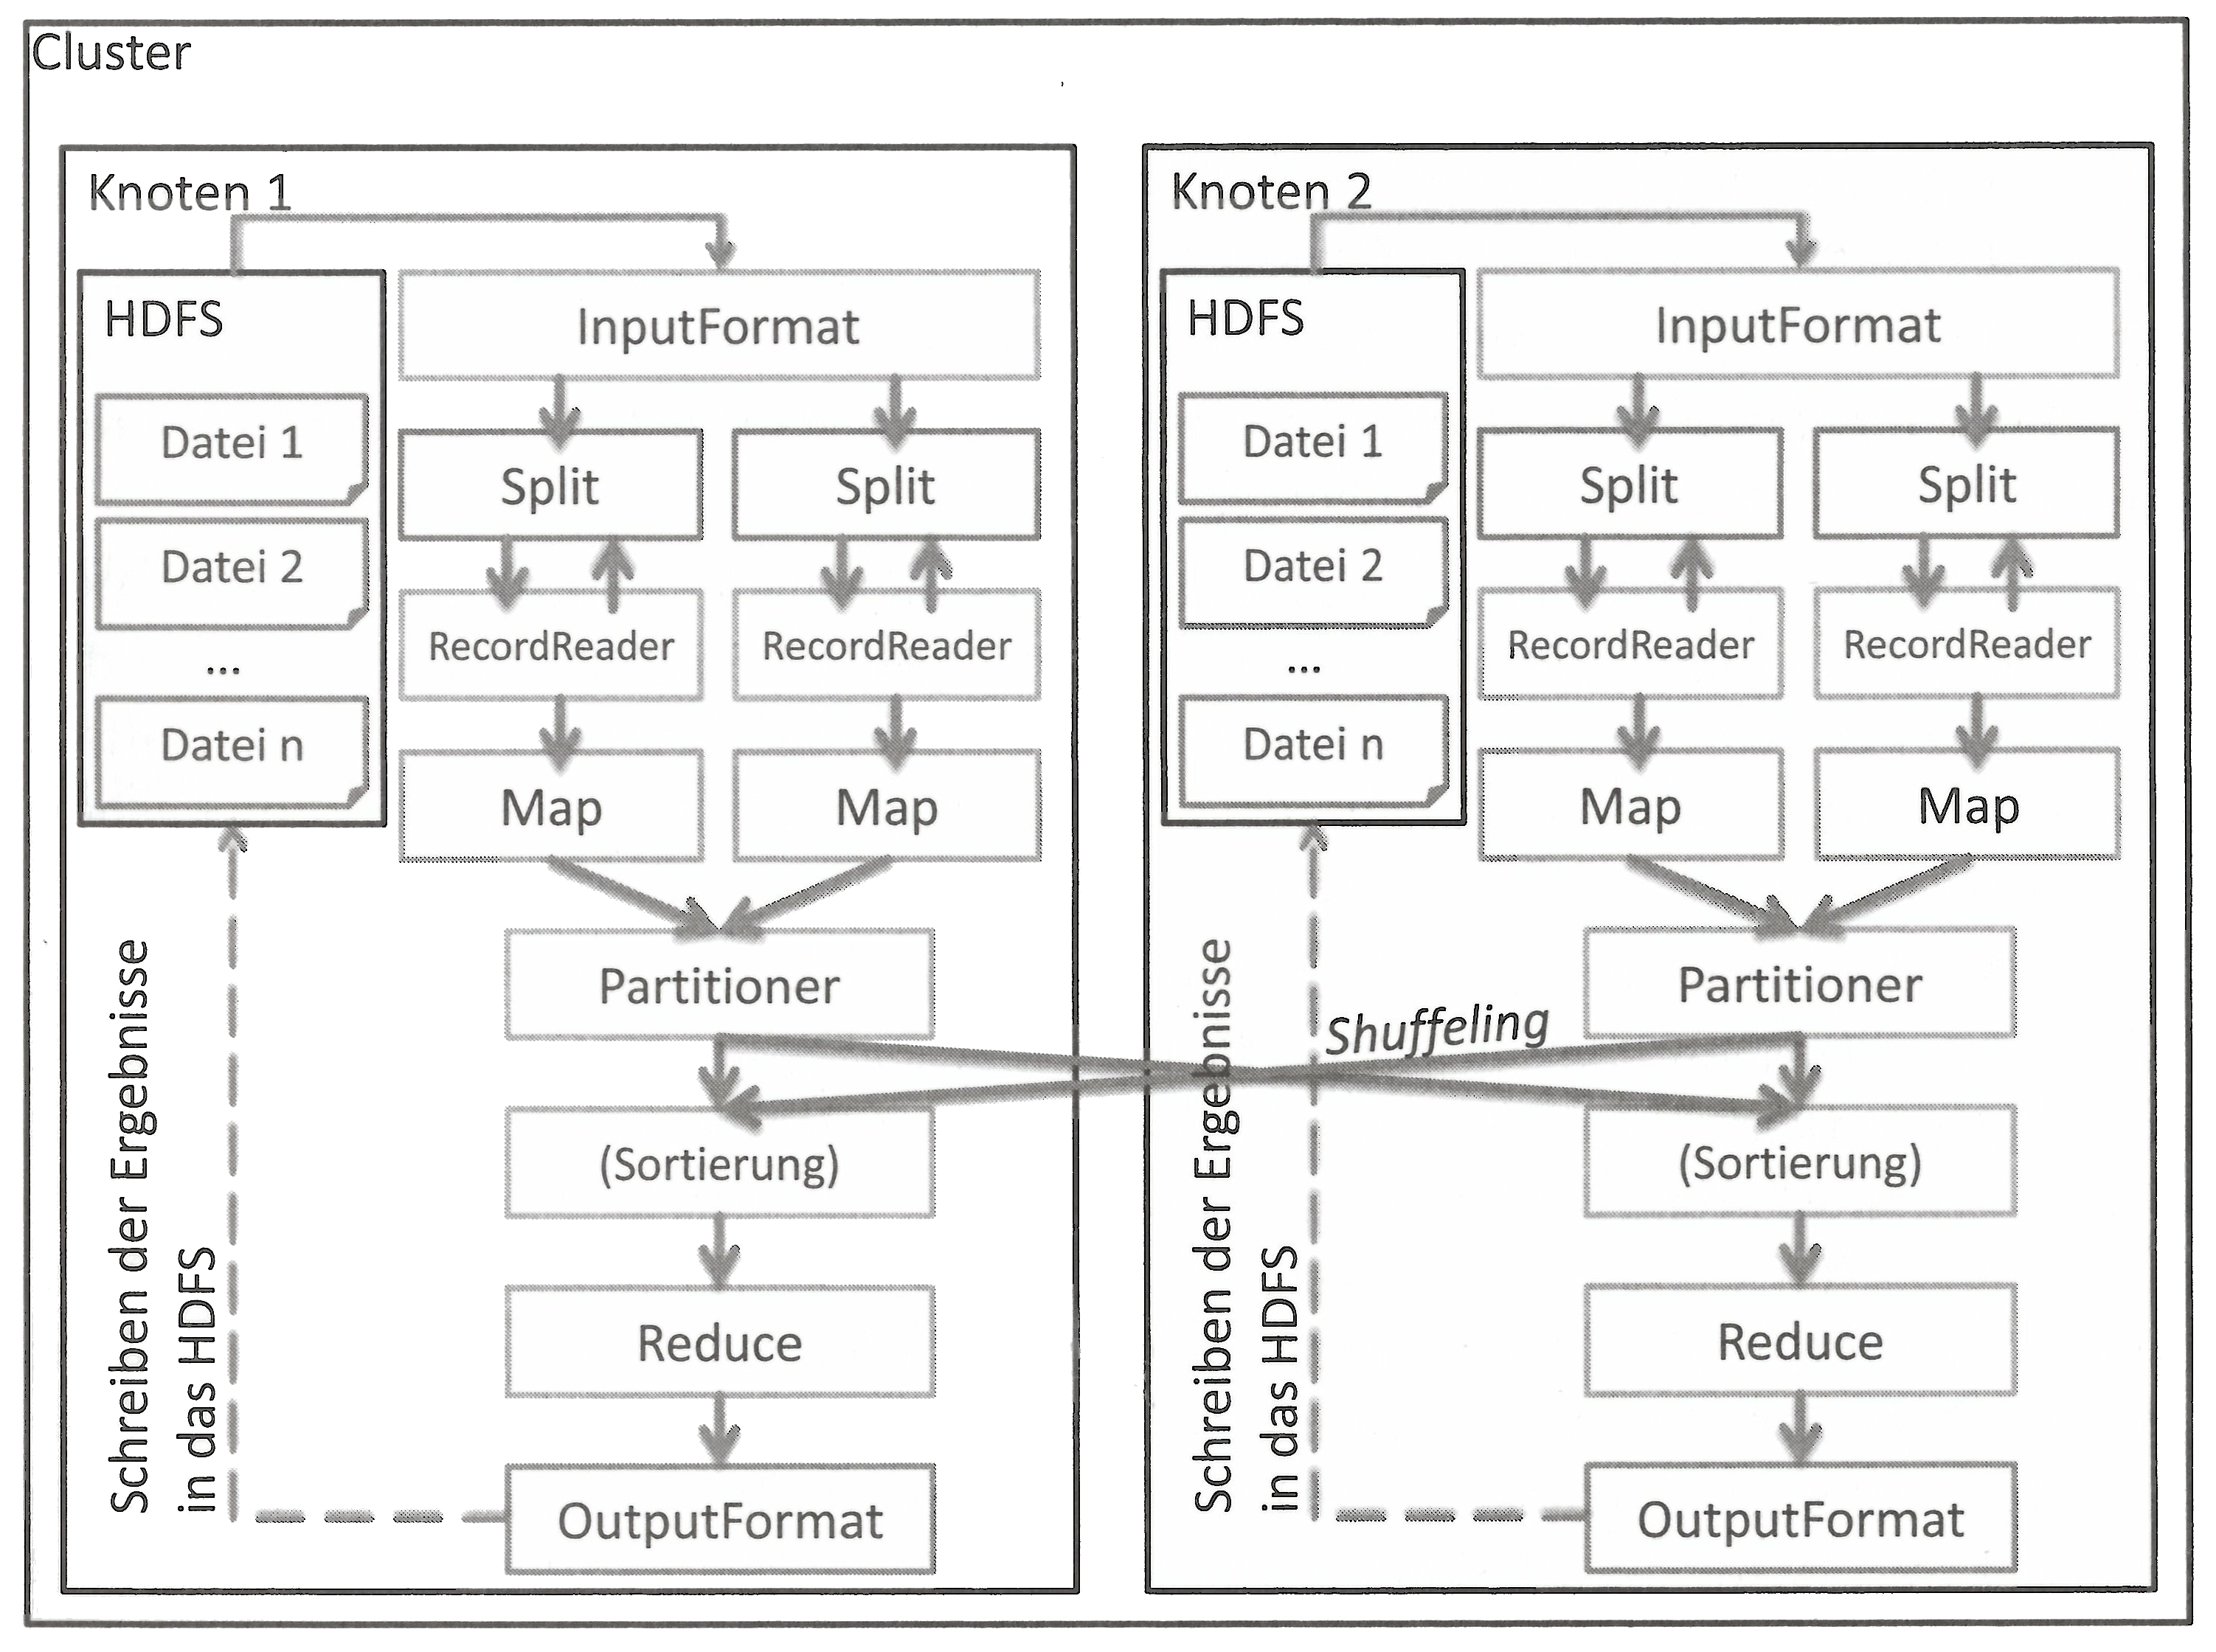 Cluster
Knoten 1
HDFS
Datei 1
Datei 2
...
Datei n
InputFormat
Split
Split
RecordReader
RecordReader
Map
Map
Partitioner
(Sortierung)
Reduce
OutputFormat
Schreiben der Ergebnisse
in das HDFS
Shuffeling
Knoten 2
HDFS
Datei 1
Datei 2
...
Datei n
InputFormat
Split
Split
RecordReader
RecordReader
Map
Map
Partitioner
(Sortierung)
Reduce
OutputFormat
Schreiben der Ergebnisse
in das HDFS